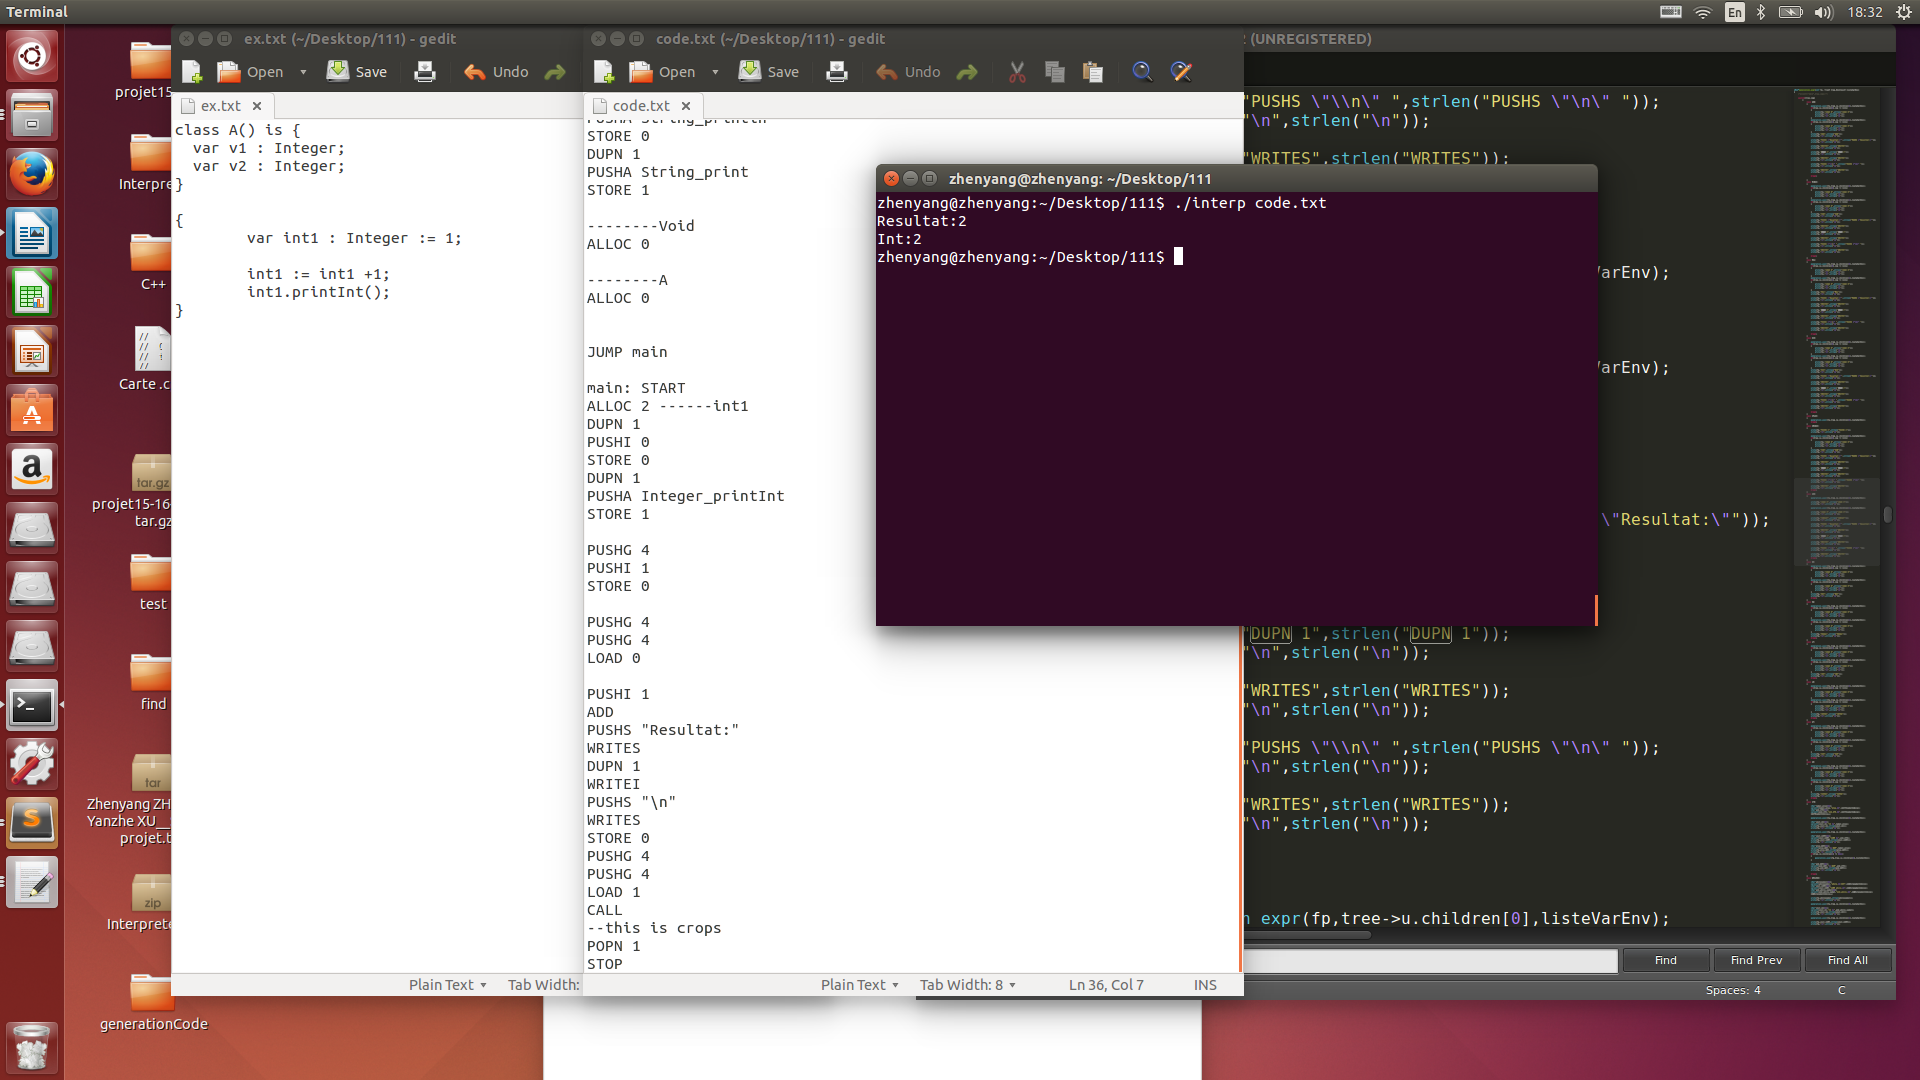 Terminal
En
18:32
projet15
Interpre
C++
//
//
//
//
Carte .c
tar.gz
projet15-16
tar.gz
test
find
tar
Zhenyang ZH
Yanzhe XU__
projet.t
zip
Interprete
generationCode
ex.txt (~/Desktop/111) - gedit
Open
Save
Undo
ex.txt
class A() is {
  var v1 : Integer;
  var v2 : Integer;
}
{
        var int1 : Integer := 1;
        int1 := int1 +1;
        int1.printInt();
}
Plain Text
Tab Width:
code.txt (~/Desktop/111) - gedit
Open
Save
Undo
code.txt
PUSHA String_println
STORE 0
DUPN 1
PUSHA String_print
STORE 1
--------Void
ALLOC 0
--------A
ALLOC 0
JUMP main
main: START
ALLOC 2 ------int1
DUPN 1
PUSHI 0
STORE 0
DUPN 1
PUSHA Integer_printInt
STORE 1
PUSHG 4
PUSHI 1
STORE 0
PUSHG 4
PUSHG 4
LOAD 0
PUSHI 1
ADD
PUSHS "Resultat:"
WRITES
DUPN 1
WRITEI
PUSHS "\n"
WRITES
STORE 0
PUSHG 4
PUSHG 4
LOAD 1
CALL
--this is crops
POPN 1
STOP
Plain Text
Tab Width: 8
Ln 36, Col 7
INS
zhenyang@zhenyang: ~/Desktop/111
zhenyang@zhenyang:~/Desktop/111$ ./interp code.txt
Resultat:2
Int:2
zhenyang@zhenyang:~/Desktop/111$
(UNREGISTERED)
"PUSHS \"\\n\" ",strlen("PUSHS \"\n\" "));
"\n",strlen("\n"));
"WRITES",strlen("WRITES"));
VarEnv);
VarEnv);
\"Resultat:\""));
"DUPN 1",strlen("DUPN 1"));
"\n",strlen("\n"));
"WRITES",strlen("WRITES"));
"\n",strlen("\n"));
"PUSHS \"\\n\" ",strlen("PUSHS \"\n\" "));
"\n",strlen("\n"));
"WRITES",strlen("WRITES"));
"\n",strlen("\n"));
n expr(fp,tree->u.children[0],listeVarEnv);
Find
Find Prev
Find All
Spaces: 4
C